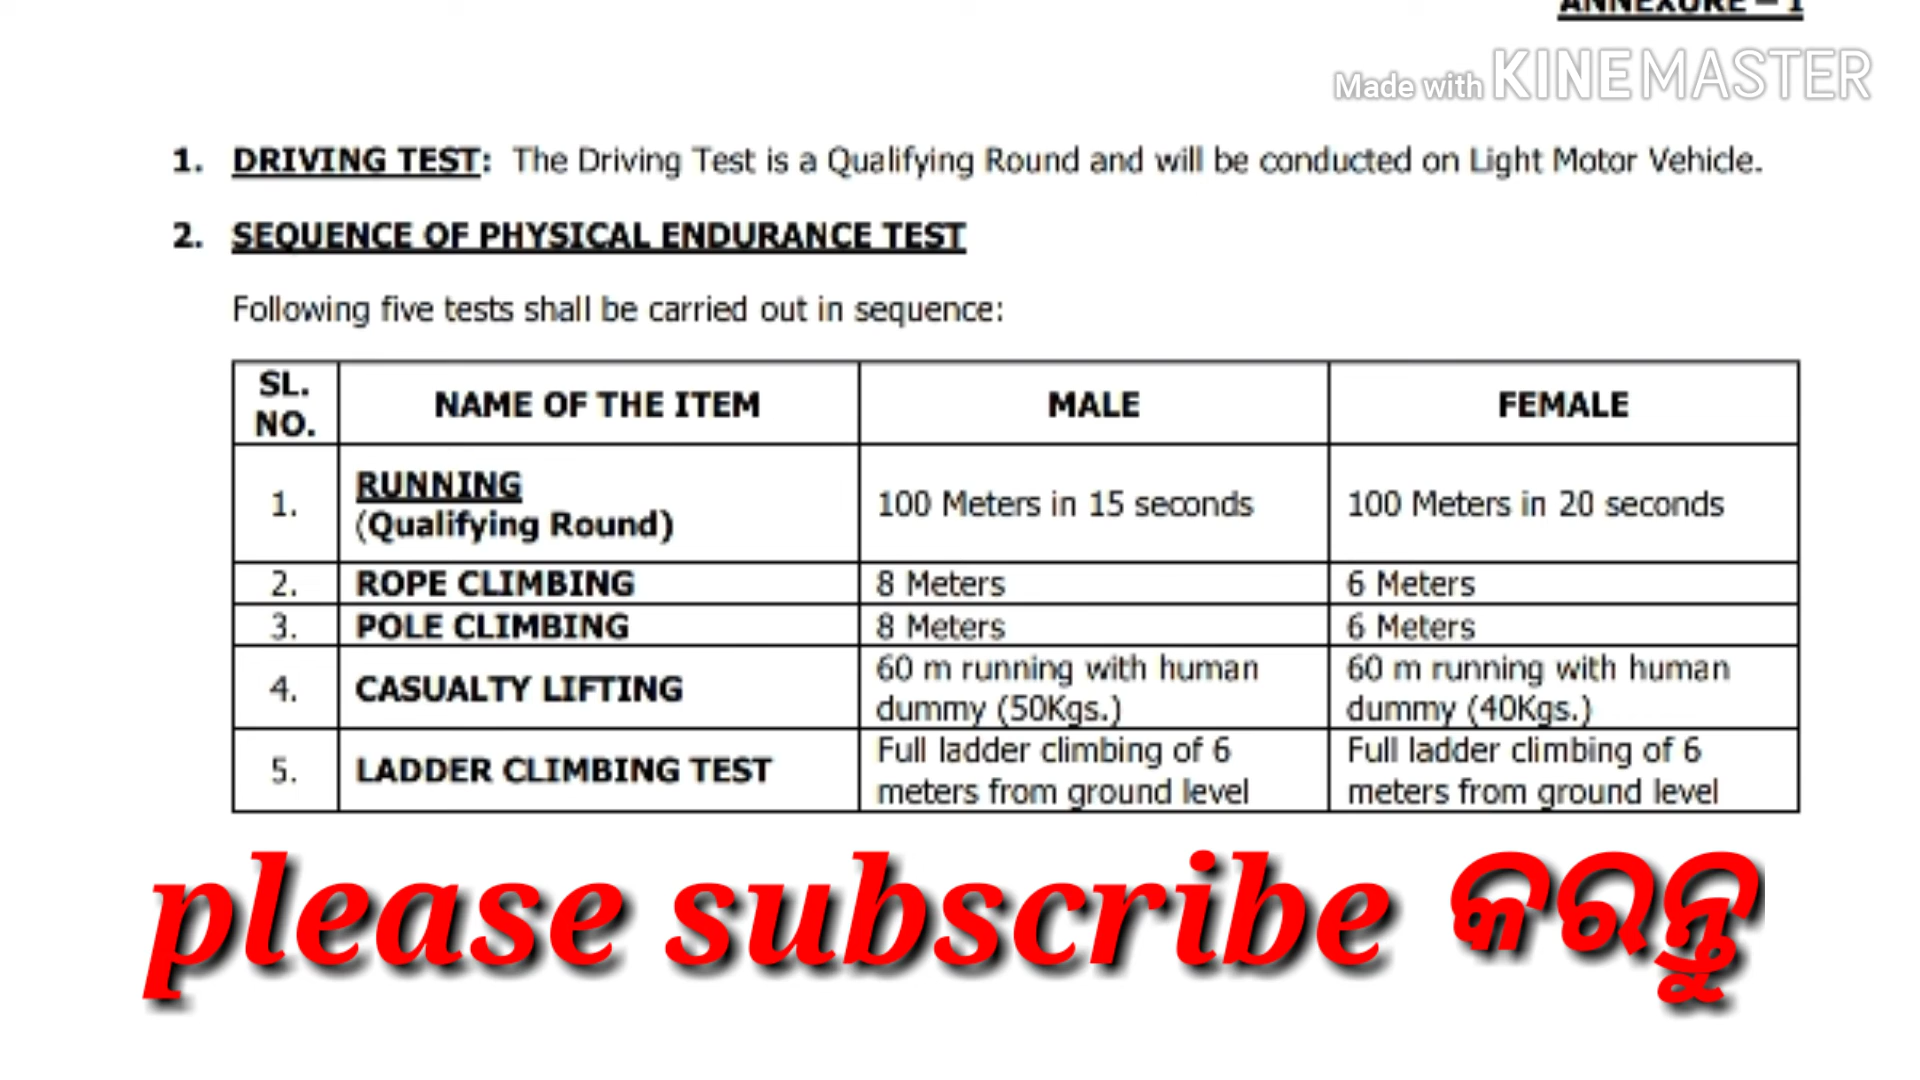 ANNEXURE – I
Made with KINEMASTER
1. DRIVING TEST: The Driving Test is a Qualifying Round and will be conducted on Light Motor Vehicle.
2. SEQUENCE OF PHYSICAL ENDURANCE TEST
Following five tests shall be carried out in sequence:
SL. NO. NAME OF THE ITEM MALE FEMALE
1. RUNNING (Qualifying Round) 100 Meters in 15 seconds 100 Meters in 20 seconds
2. ROPE CLIMBING 8 Meters 6 Meters
3. POLE CLIMBING 8 Meters 6 Meters
4. CASUALTY LIFTING 60 m running with human dummy (50Kgs.) 60 m running with human dummy (40Kgs.)
5. LADDER CLIMBING TEST Full ladder climbing of 6 meters from ground level Full ladder climbing of 6 meters from ground level
please subscribe କରନ୍ତୁ